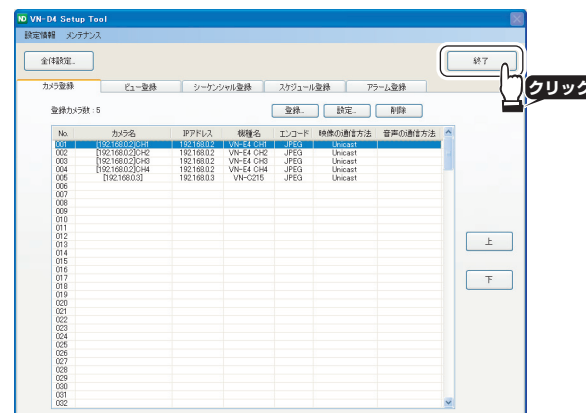 ND VN-D4 Setup Tool
設定情報 メンテナンス
全体設定..
終了
クリック
カメラ登録 ビュー登録 シーケンシャル登録 スケジュール登録 アラーム登録
登録カメラ数 : 5
登録.. 設定.. 削除
No. カメラ名 IPアドレス 機種名 エンコード 映像の通信方法 音声の通信方法
001 [192.168.0.2]CH1 192.168.0.2 VN-E4 CH1 JPEG Unicast
002 [192.168.0.2]CH2 192.168.0.2 VN-E4 CH2 JPEG Unicast
003 [192.168.0.2]CH3 192.168.0.2 VN-E4 CH3 JPEG Unicast
004 [192.168.0.2]CH4 192.168.0.2 VN-E4 CH4 JPEG Unicast
005 [192.168.0.3] 192.168.0.3 VN-C215 JPEG Unicast
006
007
008
009
010
011
012
013
014
015
016
017
018
019
020
021
022
023
024
025
026
027
028
029
030
031
032
上
下